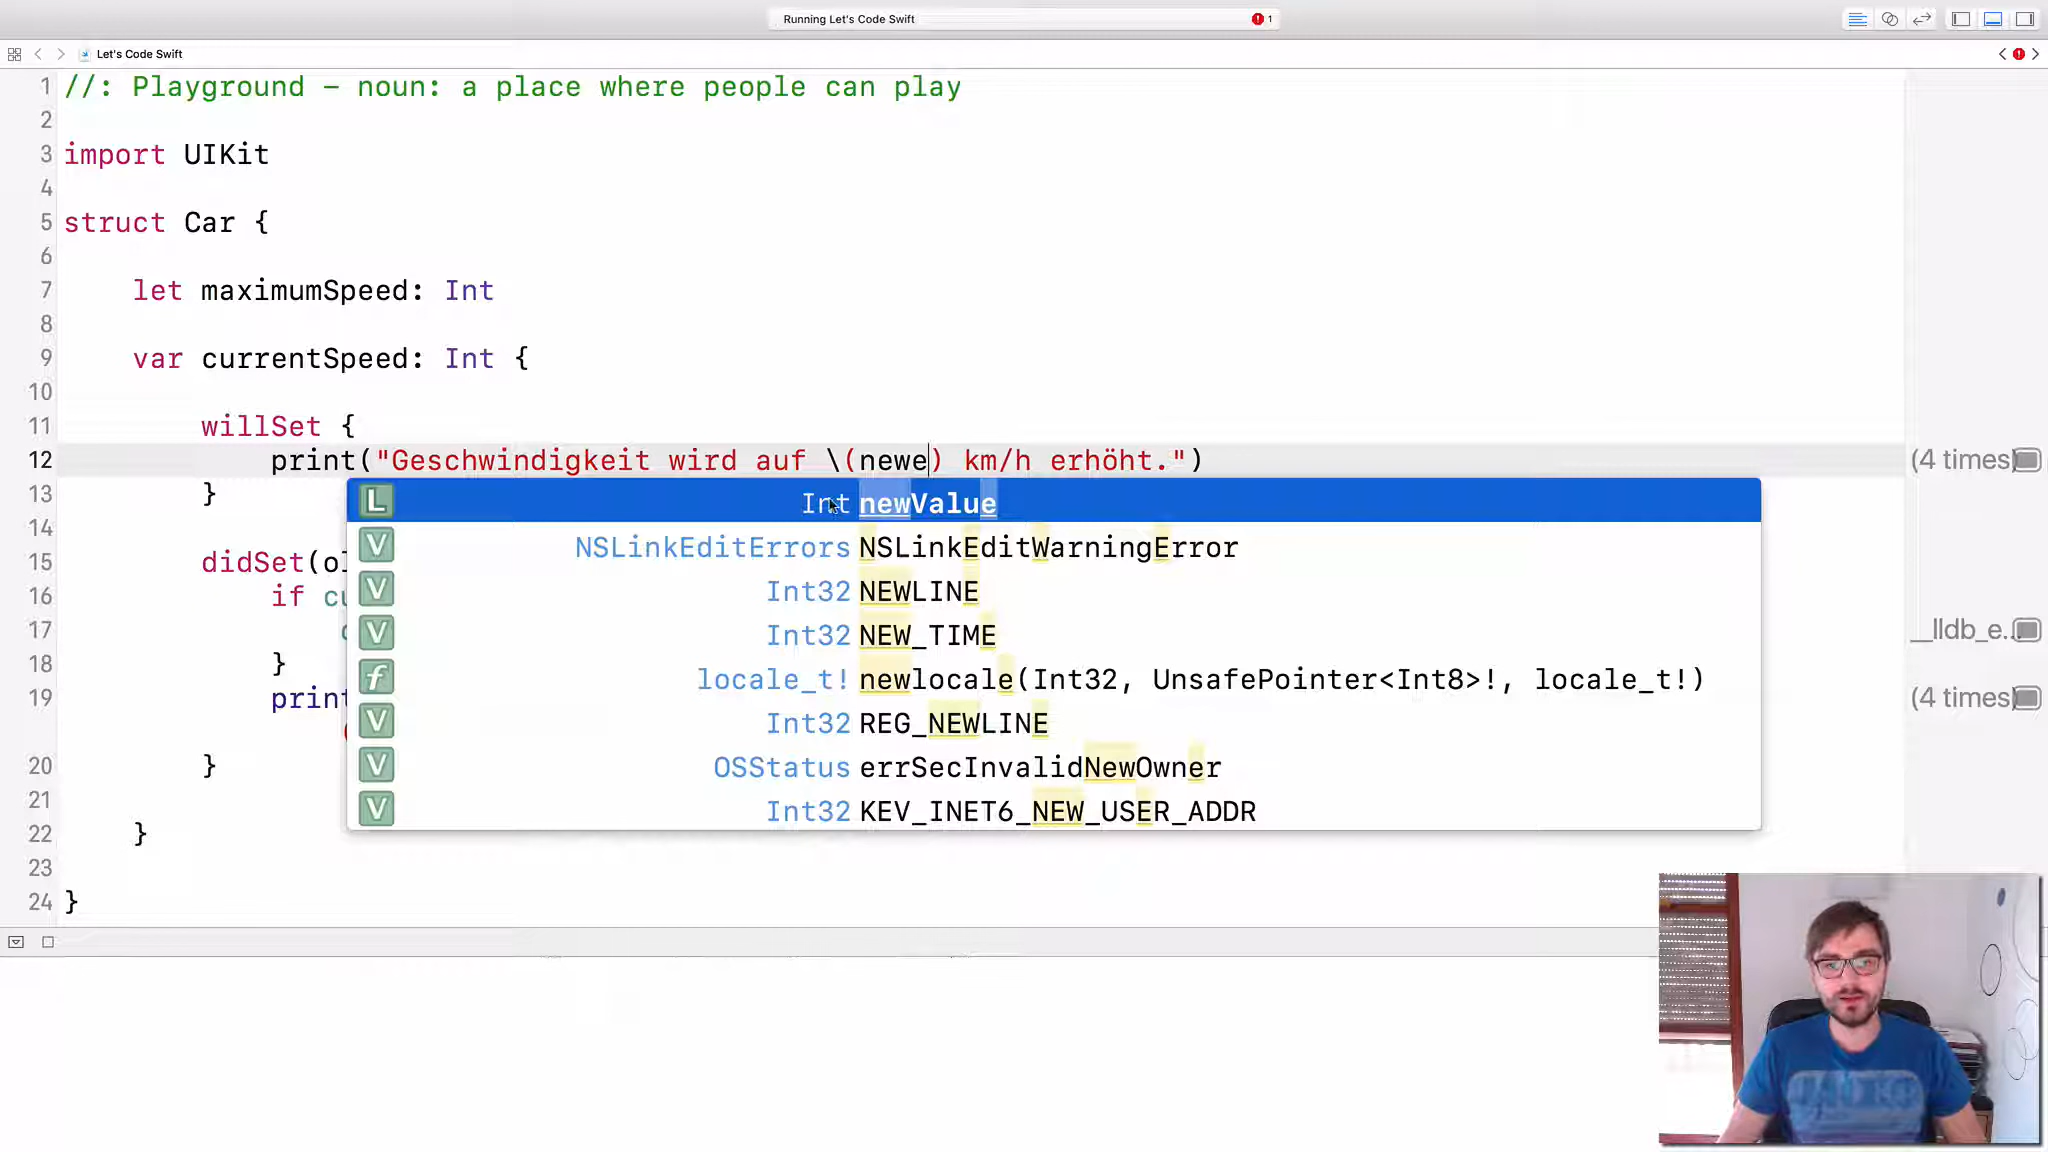 Running Let's Code Swift
1
Let's Code Swift
1 //: Playground – noun: a place where people can play
2
3 import UIKit
4
5 struct Car {
6
7 let maximumSpeed: Int
8
9 var currentSpeed: Int {
10
11 willSet {
12 print("Geschwindigkeit wird auf \(newe) km/h erhöht.") (4 times)
L Int newValue
13 }
V NSLinkEditErrors NSLinkEditWarningError
14
15 didSet(ol
V Int32 NEWLINE
16 if cu
V Int32 NEW_TIME
17 __lldb_e...
18 }
f locale_t! newlocale(Int32, UnsafePointer<Int8>!, locale_t!)
19 print (4 times)
V Int32 REG_NEWLINE
20 }
V OSStatus errSecInvalidNewOwner
21
V Int32 KEV_INET6_NEW_USER_ADDR
22 }
23
24 }